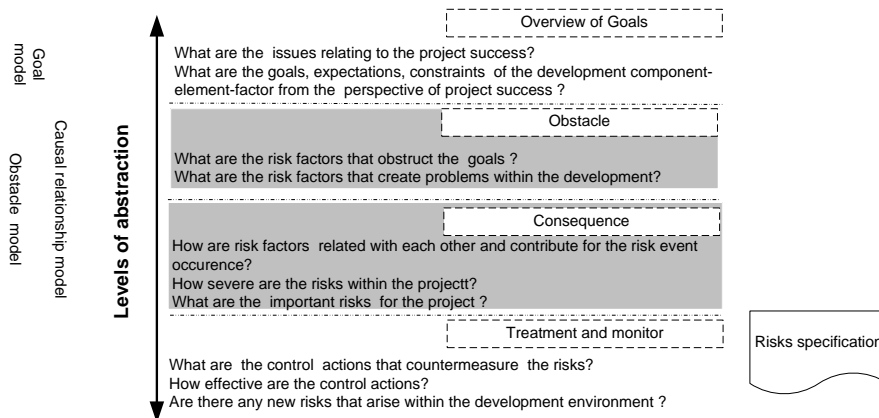 Overview of Goals
What are the issues relating to the project success?
What are the goals, expectations, constraints of the development component-
element-factor from the perspective of project success ?
Obstacle
What are the risk factors that obstruct the goals ?
What are the risk factors that create problems within the development?
Consequence
How are risk factors related with each other and contribute for the risk event
occurence?
How severe are the risks within the projectt?
What are the important risks for the project ?
Treatment and monitor
What are the control actions that countermeasure the risks?
How effective are the control actions?
Are there any new risks that arise within the development environment ?
Levels of abstraction
Goal
model
Causal relationship model
Obstacle model
Risks specification